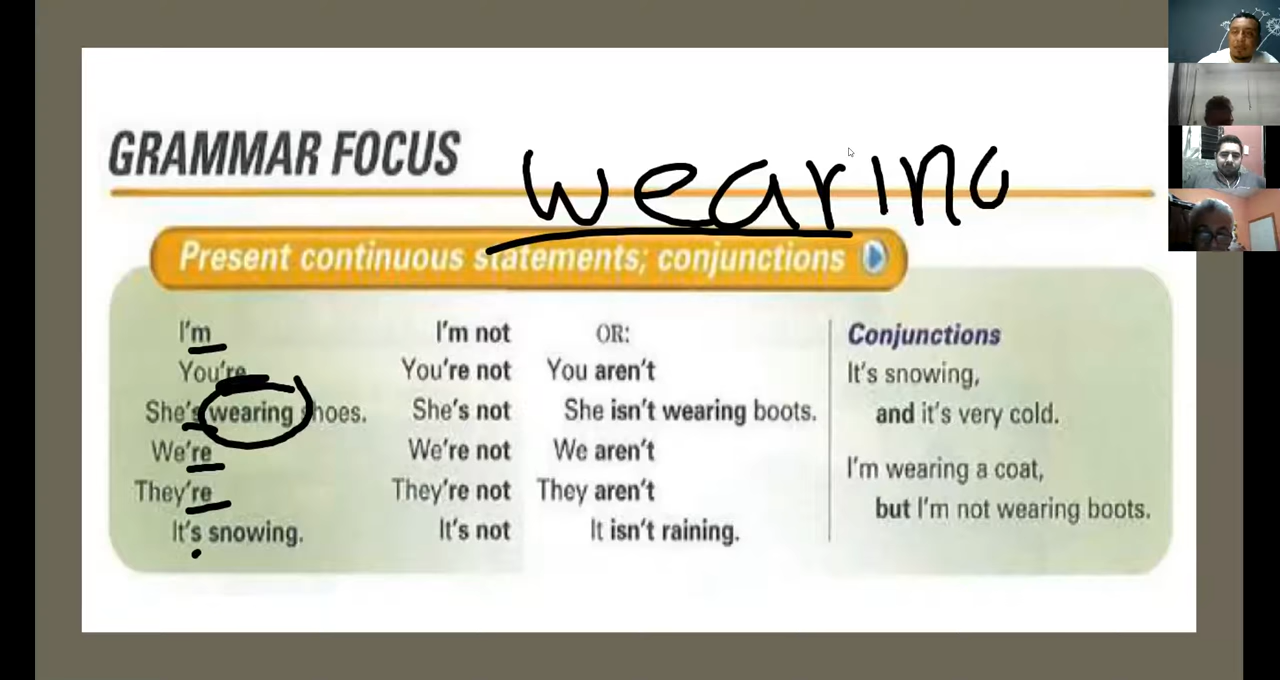 GRAMMAR FOCUS
wearing
Present continuous statements; conjunctions
I'm I'm not OR:
You're You're not You aren't
She's wearing shoes. She's not She isn't wearing boots.
We're We're not We aren't
They're They're not They aren't
It's snowing. It's not It isn't raining.
Conjunctions
It's snowing,
and it's very cold.
I'm wearing a coat,
but I'm not wearing boots.